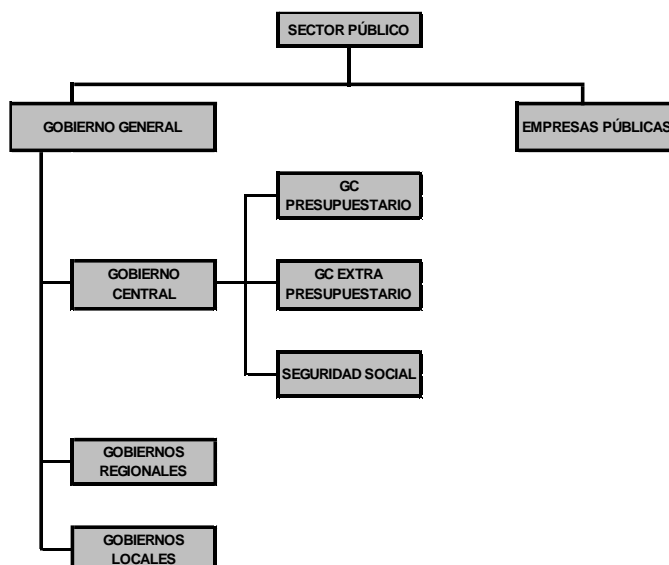 SECTOR PÚBLICO
GOBIERNO GENERAL
EMPRESAS PÚBLICAS
GC
PRESUPUESTARIO
GOBIERNO
CENTRAL
GC EXTRA
PRESUPUESTARIO
SEGURIDAD SOCIAL
GOBIERNOS
REGIONALES
GOBIERNOS
LOCALES